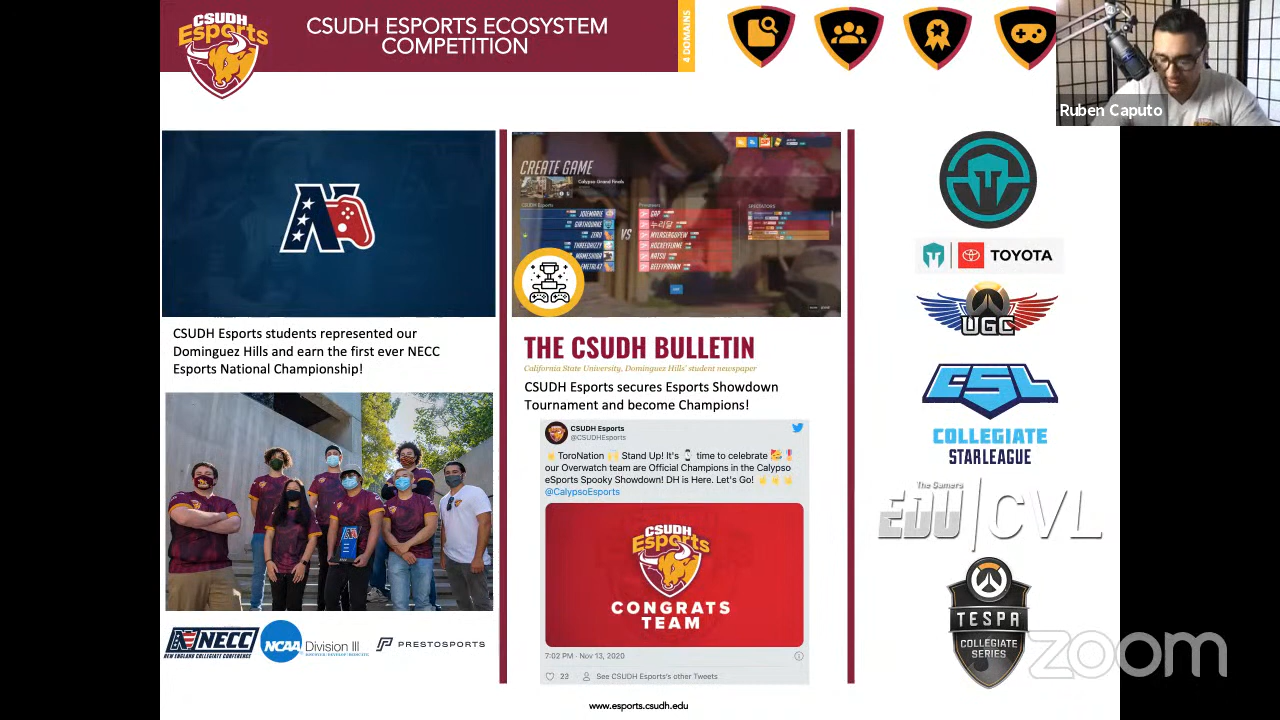 CSUDH
Esports
CSUDH ESPORTS ECOSYSTEM
COMPETITION
4 DOMAINS
Ruben Caputo
CREATE GAME
Calypso Grand Finals
CSUDH Esports
VS
HOCKEYFLAME
BEEFYPRAWN
CSUDH Esports students represented our
Dominguez Hills and earn the first ever NECC
Esports National Championship!
NECC
NEW ENGLAND COLLEGIATE CONFERENCE
NCAA
Division III
PRESTOSPORTS
THE CSUDH BULLETIN
California State University, Dominguez Hills' student newspaper
CSUDH Esports secures Esports Showdown
Tournament and become Champions!
CSUDH Esports
@CSUDHEsports
ToroNation Stand Up! It's time to celebrate
our Overwatch team are Official Champions in the Calypso
eSports Spooky Showdown! DH is Here. Let's Go!
@CalypsoEsports
CSUDH
Esports
CONGRATS
TEAM
7:02 PM · Nov 13, 2020
23 See CSUDH Esports's other Tweets
TOYOTA
UGC
CSL
COLLEGIATE
STARLEAGUE
The Gamers
EDU CVL
TESPA
COLLEGIATE
SERIES
zoom
www.esports.csudh.edu